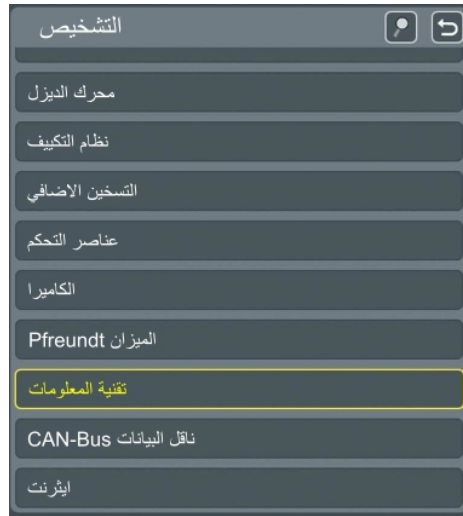 التشخيص
محرك الديزل
نظام التكييف
التسخين الاضافي
عناصر التحكم
الكاميرا
الميزان Pfreundt
تقنية المعلومات
ناقل البيانات CAN-Bus
ايثرنت